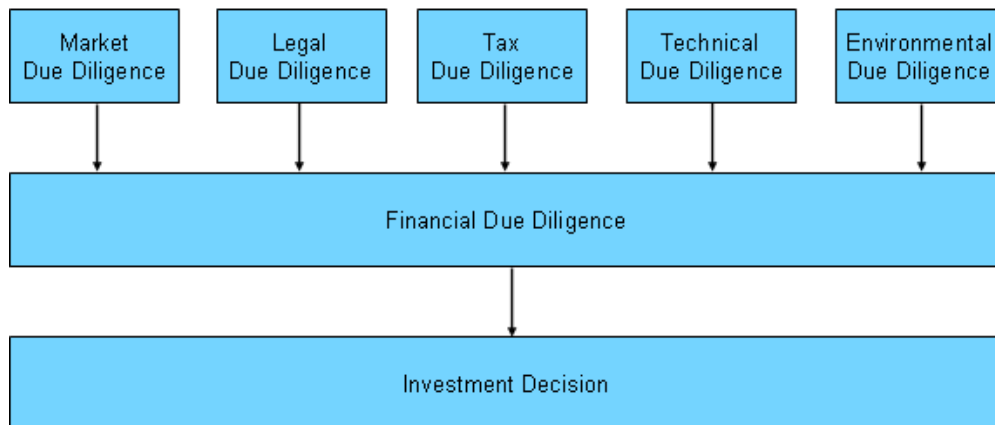 Market
Due Diligence
Legal
Due Diligence
Tax
Due Diligence
Technical
Due Diligence
Environmental
Due Diligence
Financial Due Diligence
Investment Decision